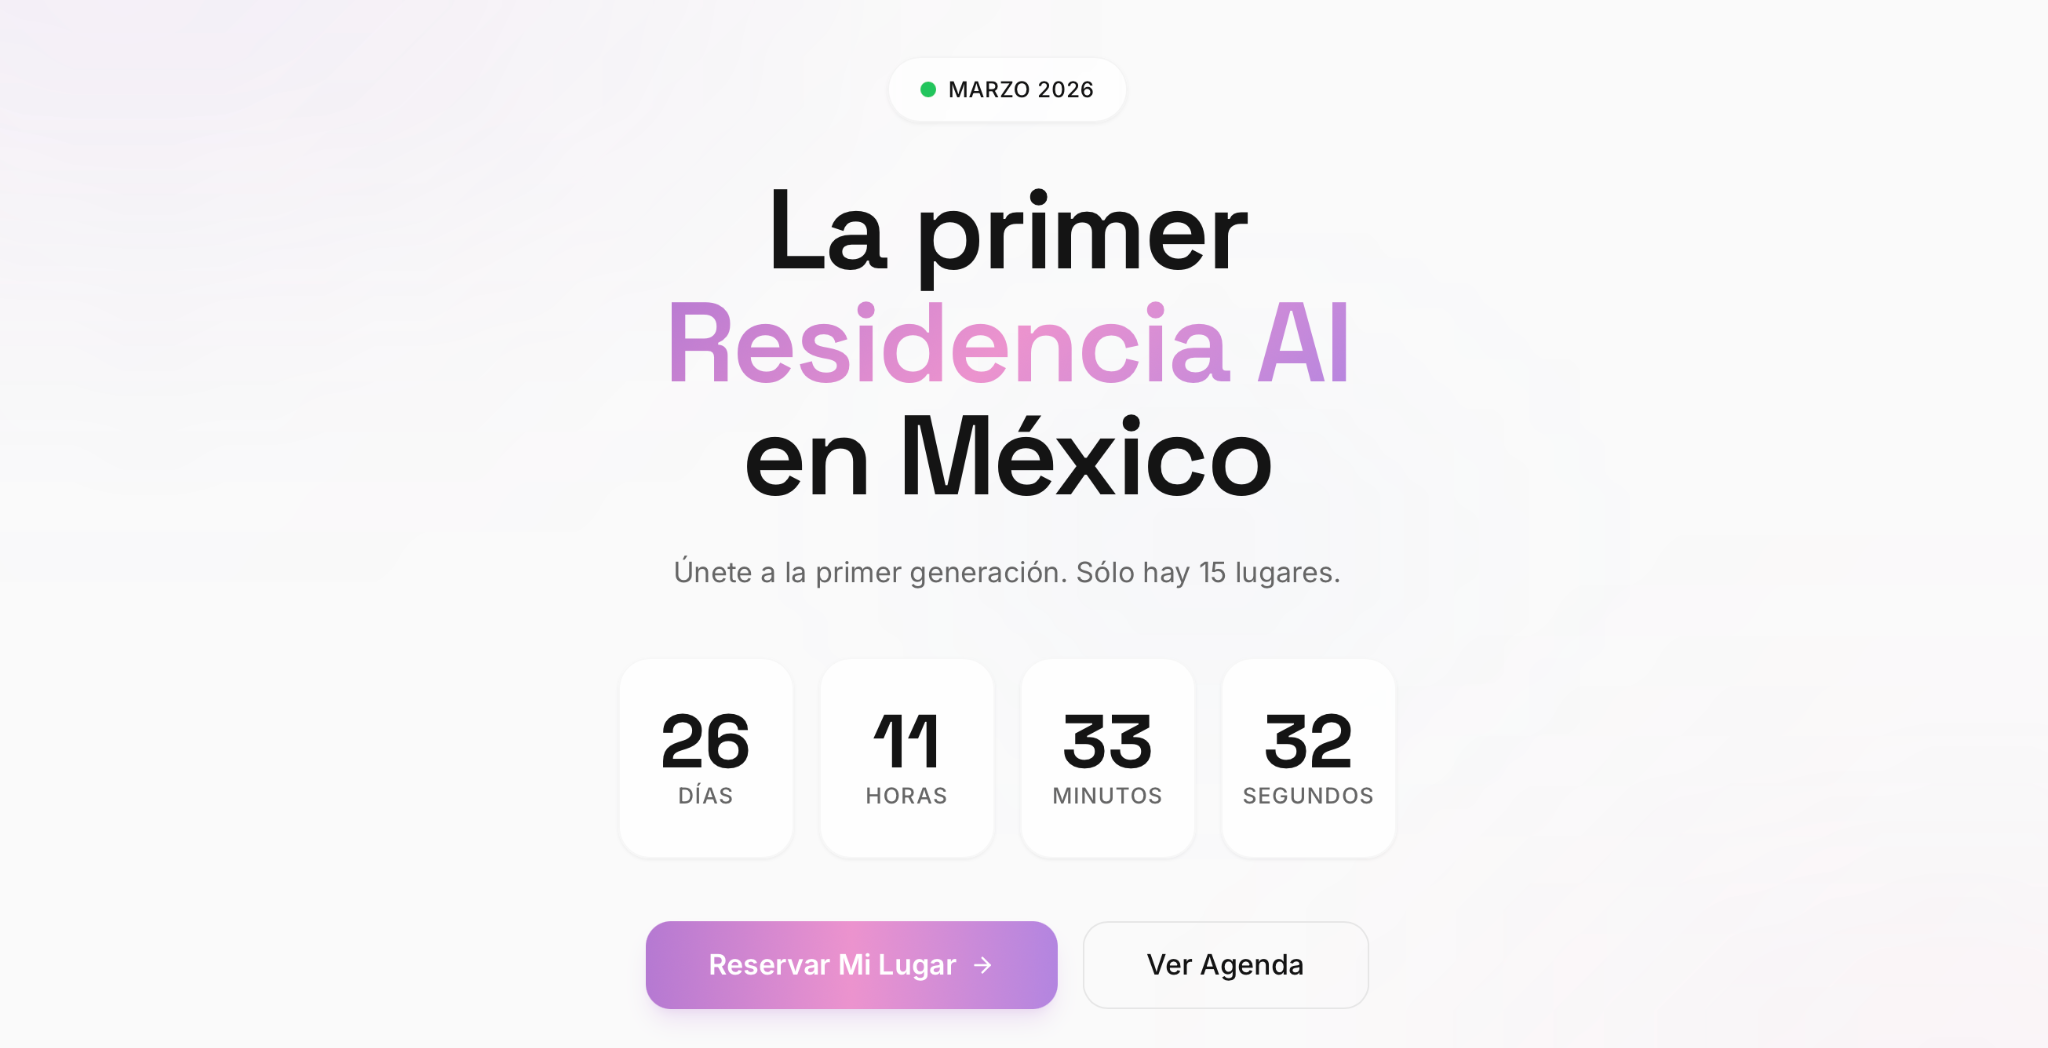 MARZO 2026
La primer
Residencia AI
en México
Únete a la primer generación. Sólo hay 15 lugares.
26 11 33 32
DÍAS HORAS MINUTOS SEGUNDOS
Reservar Mi Lugar → Ver Agenda